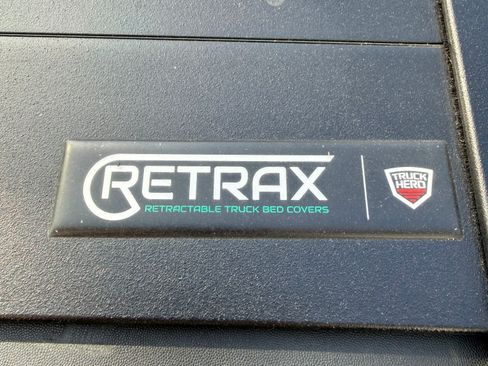 RETRAX
RETRACTABLE TRUCK BED COVERS
TRUCK
HERO